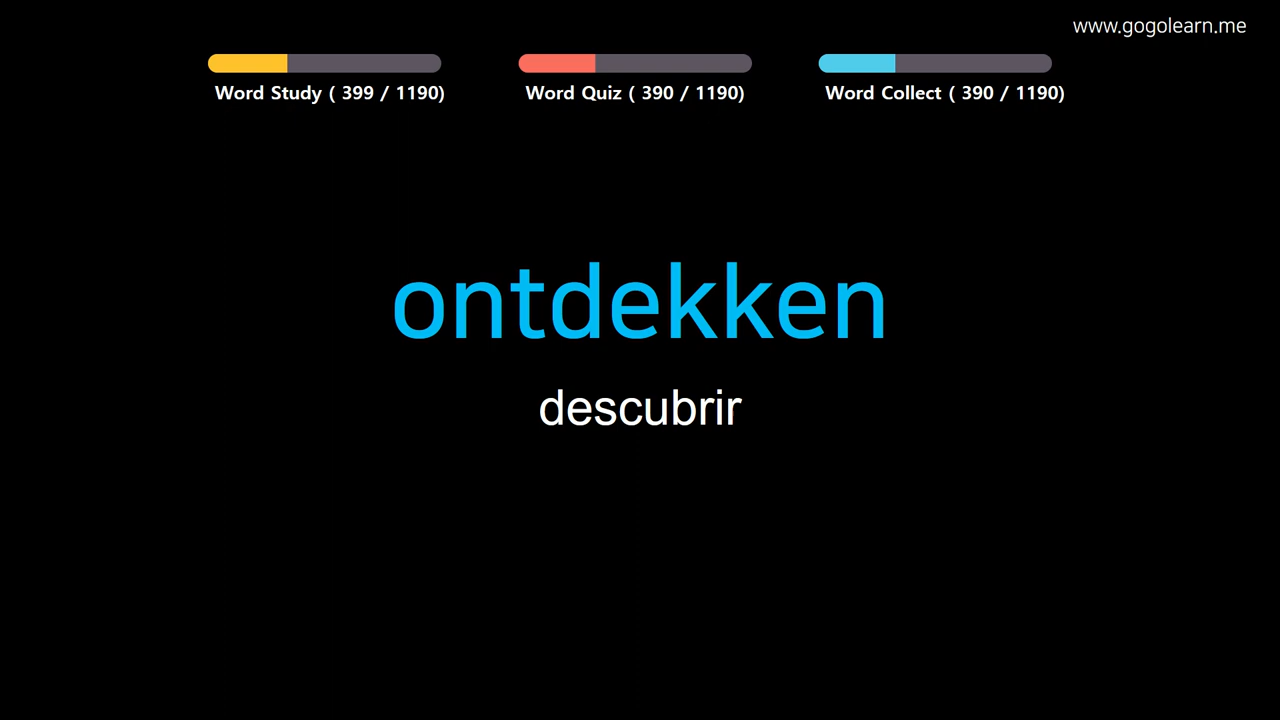 www.gogolearn.me
Word Study ( 399 / 1190)
Word Quiz ( 390 / 1190)
Word Collect ( 390 / 1190)
ontdekken
descubrir